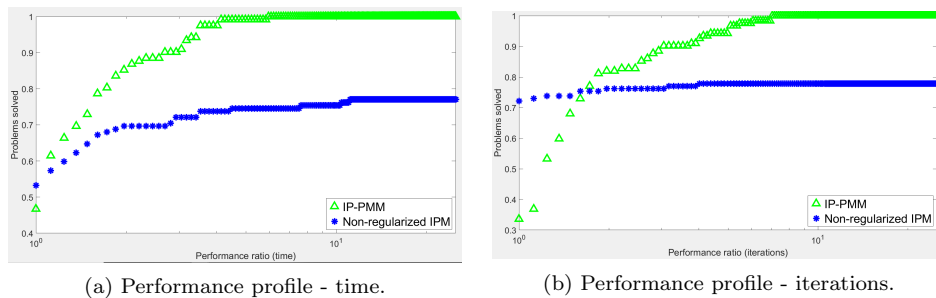 1
0.9
0.8
0.7
0.6
0.5
0.4
Problems solved
10^0
10^1
Performance ratio (time)
IP-PMM
Non-regularized IPM
(a) Performance profile - time.
1
0.9
0.8
0.7
0.6
0.5
0.4
0.3
Problems solved
10^0
10^1
Performance ratio (iterations)
IP-PMM
Non-regularized IPM
(b) Performance profile - iterations.